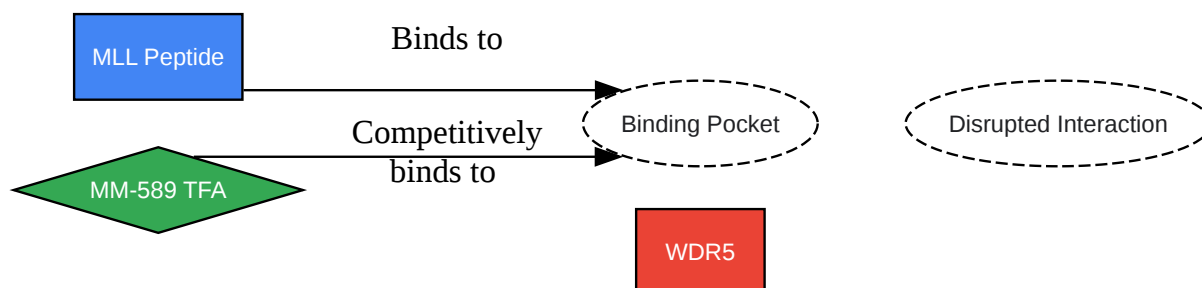 MLL Peptide
Binds to
Binding Pocket
Disrupted Interaction
Competitively
binds to
MM-589 TFA
WDR5